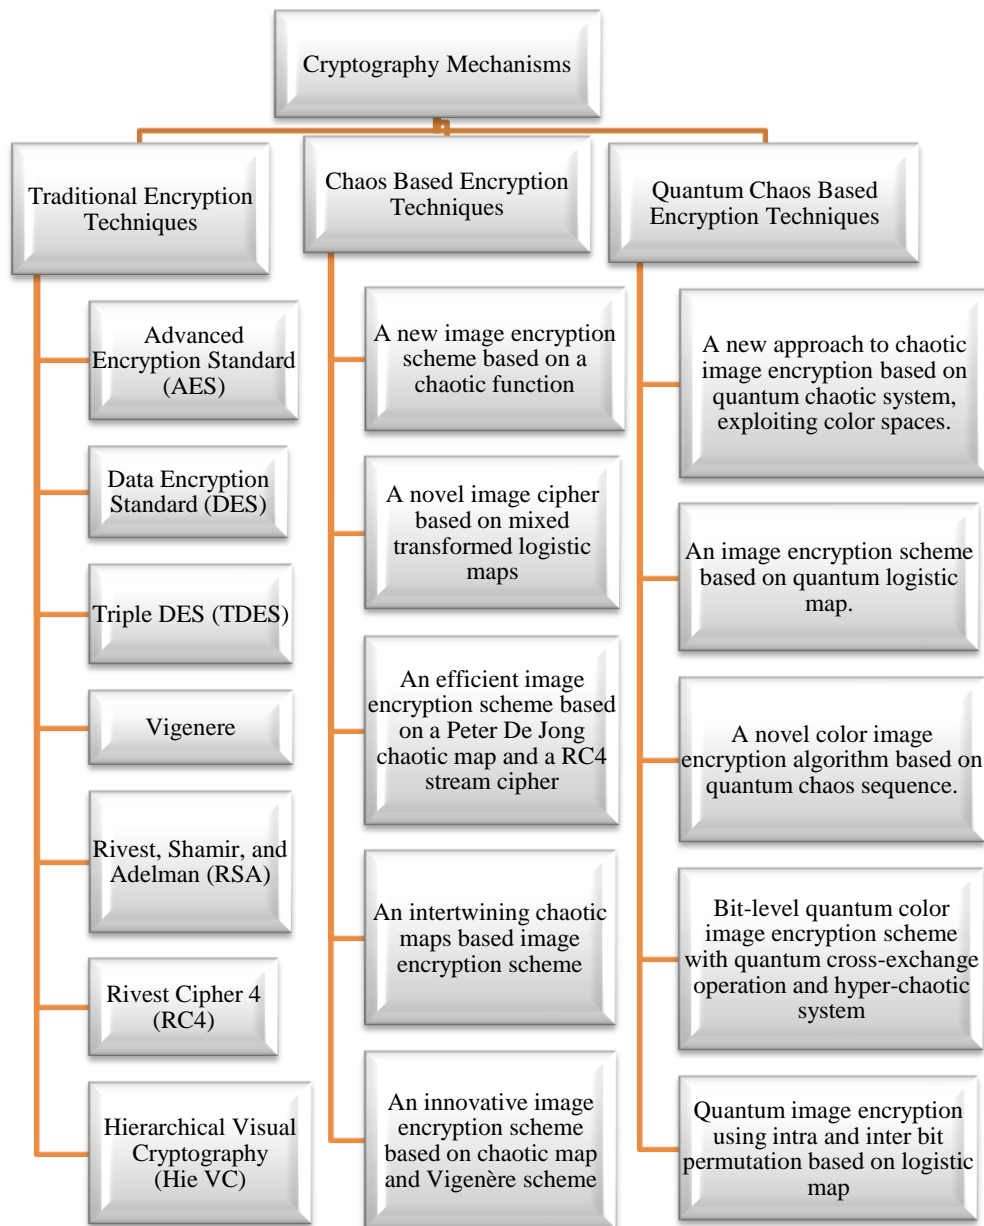 Cryptography Mechanisms
Traditional Encryption
Techniques
Advanced
Encryption Standard
(AES)
Data Encryption
Standard (DES)
Triple DES (TDES)
Vigenere
Rivest, Shamir, and
Adelman (RSA)
Rivest Cipher 4
(RC4)
Hierarchical Visual
Cryptography
(Hie VC)
Chaos Based Encryption
Techniques
A new image encryption
scheme based on a
chaotic function
A novel image cipher
based on mixed
transformed logistic
maps
An efficient image
encryption scheme based
on a Peter De Jong
chaotic map and a RC4
stream cipher
An intertwining chaotic
maps based image
encryption scheme
An innovative image
encryption scheme
based on chaotic map
and Vigenère scheme
Quantum Chaos Based
Encryption Techniques
A new approach to chaotic
image encryption based on
quantum chaotic system,
exploiting color spaces.
An image encryption scheme
based on quantum logistic
map.
A novel color image
encryption algorithm based on
quantum chaos sequence.
Bit-level quantum color
image encryption scheme
with quantum cross-exchange
operation and hyper-chaotic
system
Quantum image encryption
using intra and inter bit
permutation based on logistic
map